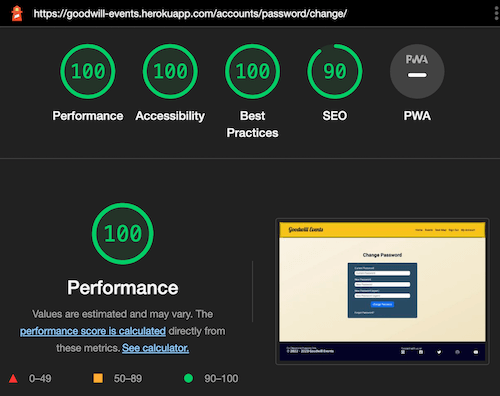 https://goodwill-events.herokuapp.com/accounts/password/change/
100 100 100 90 PWA
Performance Accessibility Best Practices SEO PWA
100
Performance
Values are estimated and may vary. The
performance score is calculated directly from
these metrics. See calculator.
0–49 50–89 90–100
Goodwill Events
Change Password
Change Password